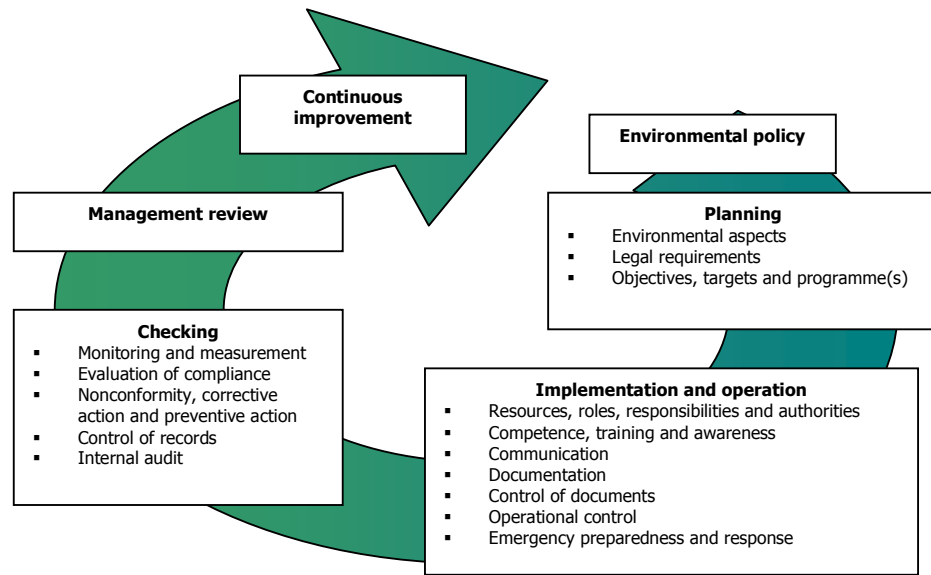 Continuous
improvement
Environmental policy
Management review
Planning
▪ Environmental aspects
▪ Legal requirements
▪ Objectives, targets and programme(s)
Checking
▪ Monitoring and measurement
▪ Evaluation of compliance
▪ Nonconformity, corrective
action and preventive action
▪ Control of records
▪ Internal audit
Implementation and operation
▪ Resources, roles, responsibilities and authorities
▪ Competence, training and awareness
▪ Communication
▪ Documentation
▪ Control of documents
▪ Operational control
▪ Emergency preparedness and response